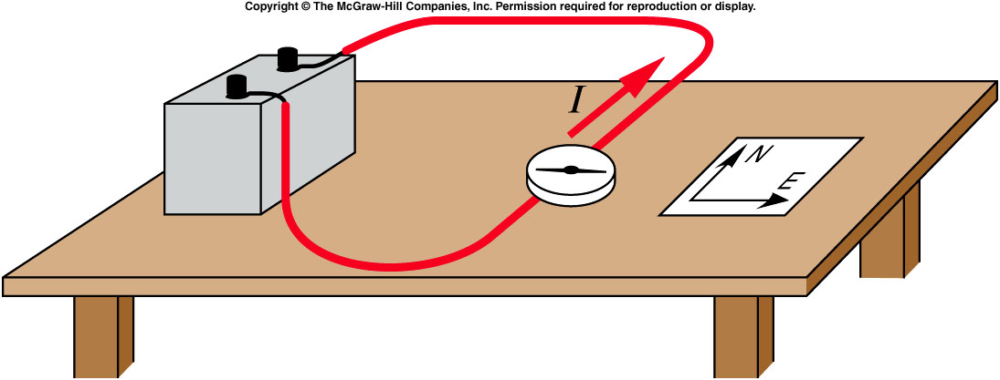 Copyright © The McGraw-Hill Companies, Inc. Permission required for reproduction or display.
I
N
E